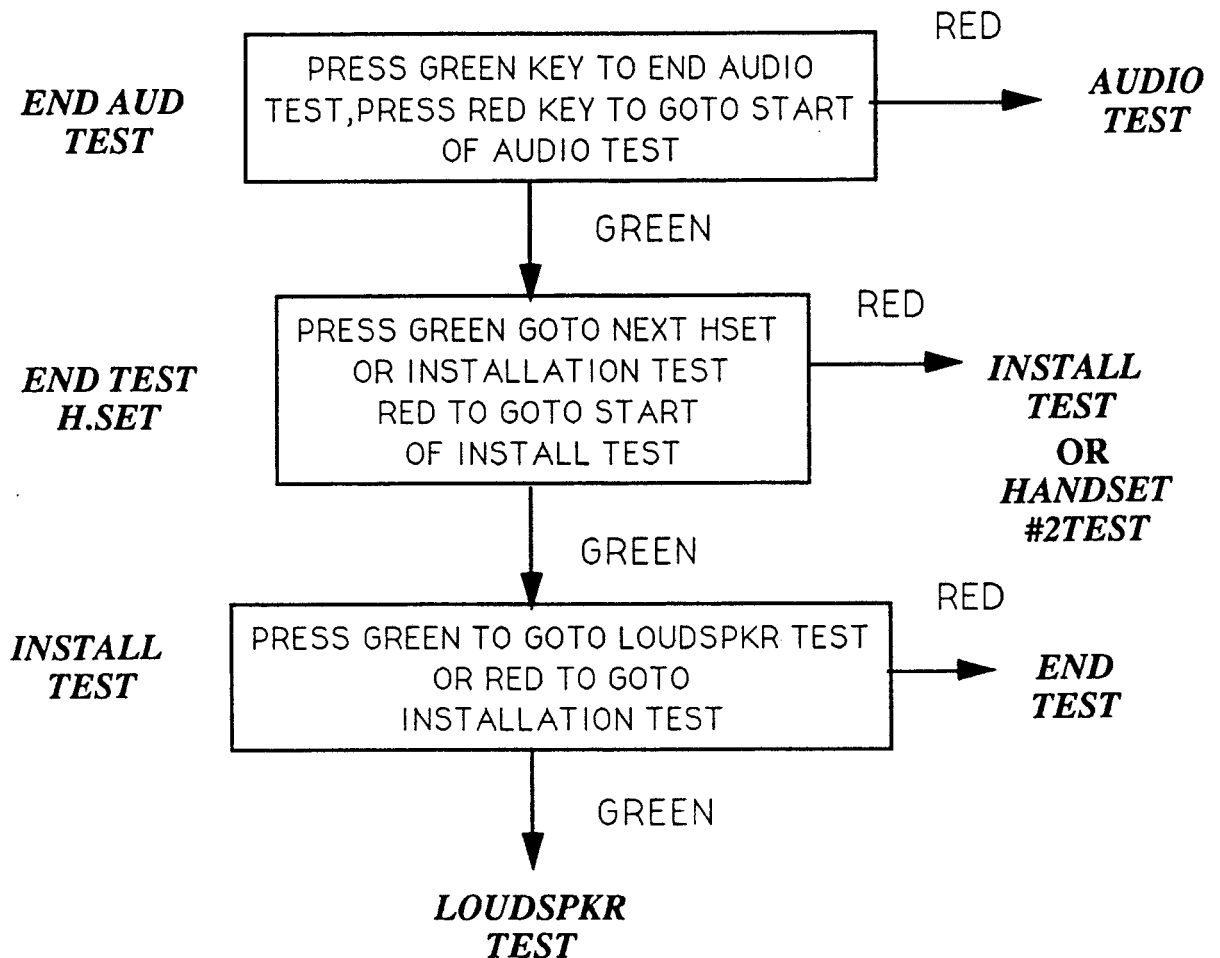 RED
END AUD
TEST
PRESS GREEN KEY TO END AUDIO
TEST,PRESS RED KEY TO GOTO START
OF AUDIO TEST
AUDIO
TEST
GREEN
RED
END TEST
H.SET
PRESS GREEN GOTO NEXT HSET
OR INSTALLATION TEST
RED TO GOTO START
OF INSTALL TEST
INSTALL
TEST
OR
HANDSET
#2TEST
GREEN
RED
INSTALL
TEST
PRESS GREEN TO GOTO LOUDSPKR TEST
OR RED TO GOTO
INSTALLATION TEST
END
TEST
GREEN
LOUDSPKR
TEST